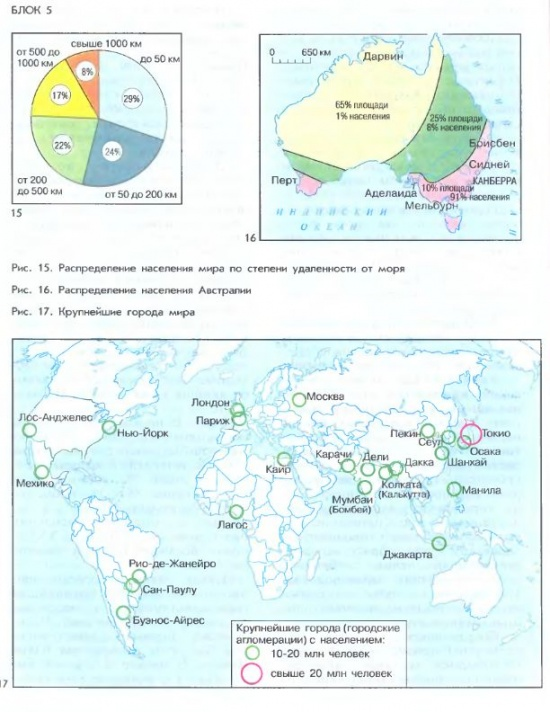 БЛОК 5
свыше 1000 км
от 500 до
1000 км
до 50 км
8%
17%
29%
22%
24%
от 200
до 500 км
от 50 до 200 км
15
0 650 км
Дарвин
65% площади
1% населения
25% площади
8% населения
Брисбен
Сидней
Перт
КАНБЕРРА
Аделаида
10% площади
91% населения
Мельбурн
ИНДИЙСКИЙ
ОКЕАН
16
Рис. 15. Распределение населения мира по степени удаленности от моря
Рис. 16. Распределение населения Австралии
Рис. 17. Крупнейшие города мира
Москва
Лондон
Париж
Лос-Анджелес
Нью-Йорк
Пекин
Токио
Сеул
Осака
Карачи
Дели
Дакка
Шанхай
Каир
Мехико
Колката
(Калькутта)
Мумбаи
(Бомбей)
Манила
Лагос
Джакарта
Рио-де-Жанейро
Сан-Паулу
Буэнос-Айрес
Крупнейшие города (городские
агломерации) с населением:
10-20 млн человек
свыше 20 млн человек
17